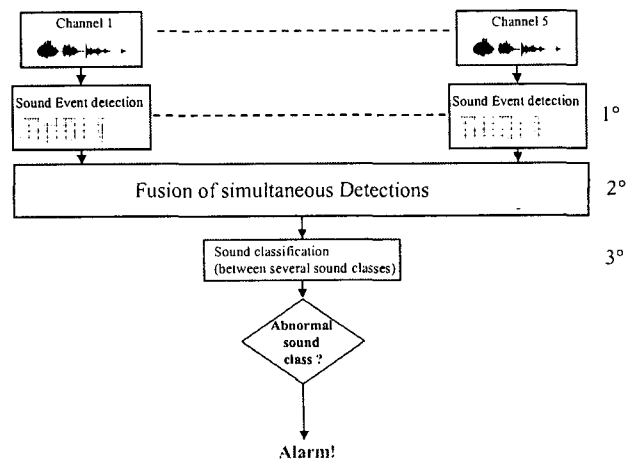 Channel 1
Channel 5
Sound Event detection
Sound Event detection
1°
Fusion of simultaneous Detections
2°
Sound classification
(between several sound classes)
3°
Abnormal
sound
class ?
Alarm!